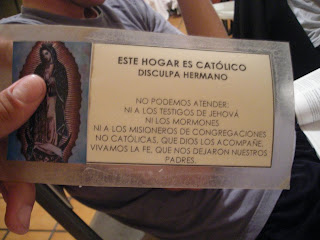 ESTE HOGAR ES CATÓLICO
DISCULPA HERMANO
NO PODEMOS ATENDER:
NI A LOS TESTIGOS DE JEHOVÁ
NI LOS MORMONES
NI A LOS MISIONEROS DE CONGREGACIONES
NO CATÓLICAS, QUE DIOS LOS ACOMPAÑE.
VIVAMOS LA FE, QUE NOS DEJARON NUESTROS
PADRES.